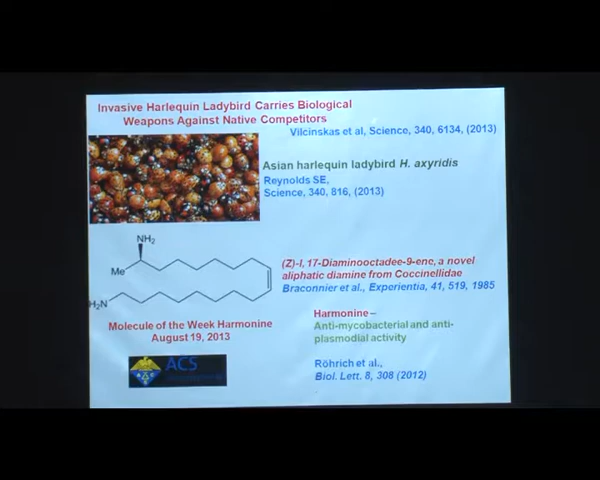 Invasive Harlequin Ladybird Carries Biological
Weapons Against Native Competitors
Vilcinskas et al, Science, 340, 6134, (2013)
Asian harlequin ladybird H. axyridis
Reynolds SE,
Science, 340, 816, (2013)
NH2
Me
H2N
(Z)-I, 17-Diaminooctadee-9-ene, a novel
aliphatic diamine from Coccinellidae
Braconnier et al., Experientia, 41, 519, 1985
Harmonine –
Anti-mycobacterial and anti-
plasmodial activity
Molecule of the Week Harmonine
August 19, 2013
ACS
Röhrich et al.,
Biol. Lett. 8, 308 (2012)